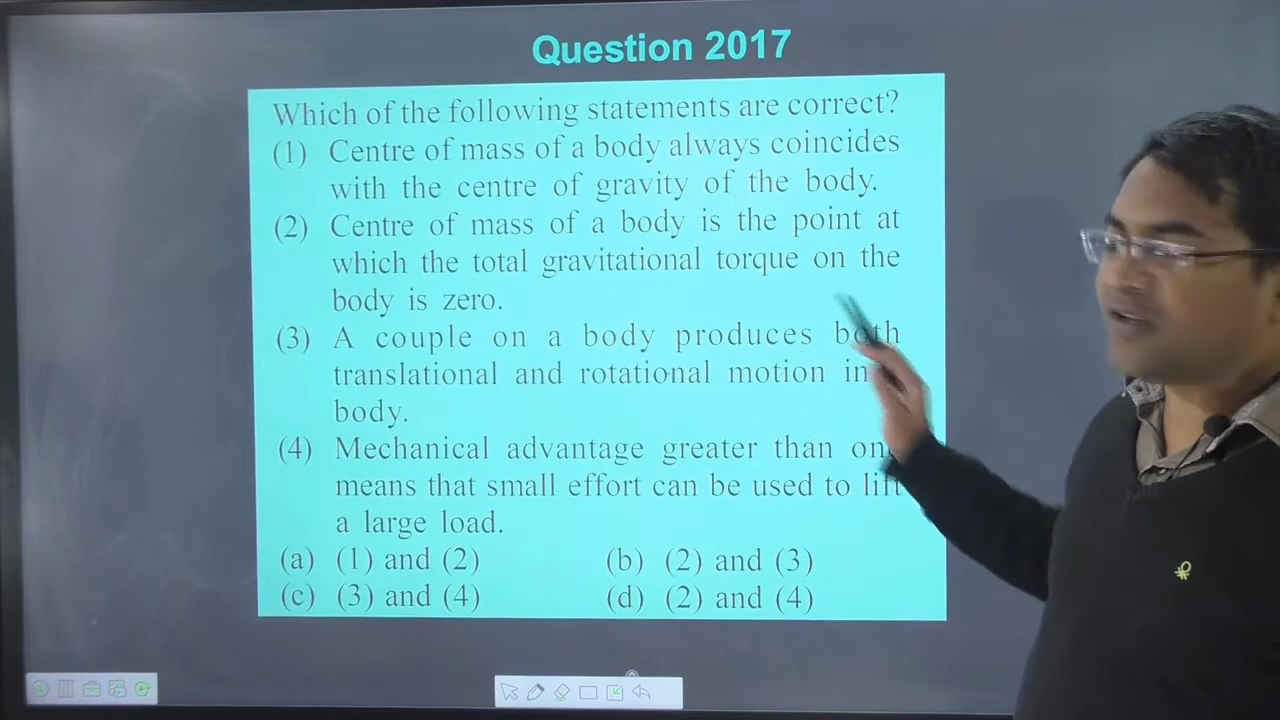 Question 2017
Which of the following statements are correct?
(1) Centre of mass of a body always coincides
with the centre of gravity of the body.
(2) Centre of mass of a body is the point at
which the total gravitational torque on the
body is zero.
(3) A couple on a body produces both
translational and rotational motion in
body.
(4) Mechanical advantage greater than one
means that small effort can be used to lift
a large load.
(a) (1) and (2) (b) (2) and (3)
(c) (3) and (4) (d) (2) and (4)